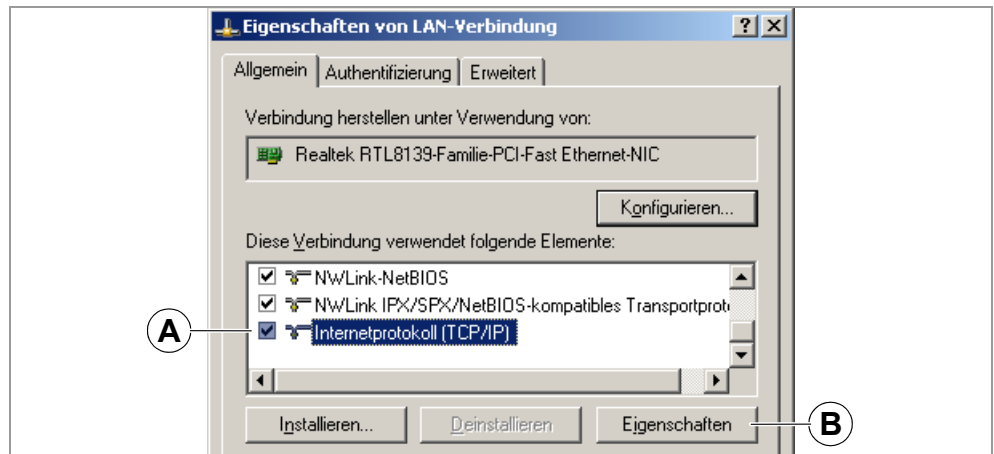 Eigenschaften von LAN-Verbindung
Allgemein Authentifizierung Erweitert
Verbindung herstellen unter Verwendung von:
Realtek RTL8139-Familie-PCI-Fast Ethernet-NIC
Konfigurieren...
Diese Verbindung verwendet folgende Elemente:
NWLink-NetBIOS
NWLink IPX/SPX/NetBIOS-kompatibles Transportproto
A Internetprotokoll (TCP/IP)
Installieren... Deinstallieren Eigenschaften B